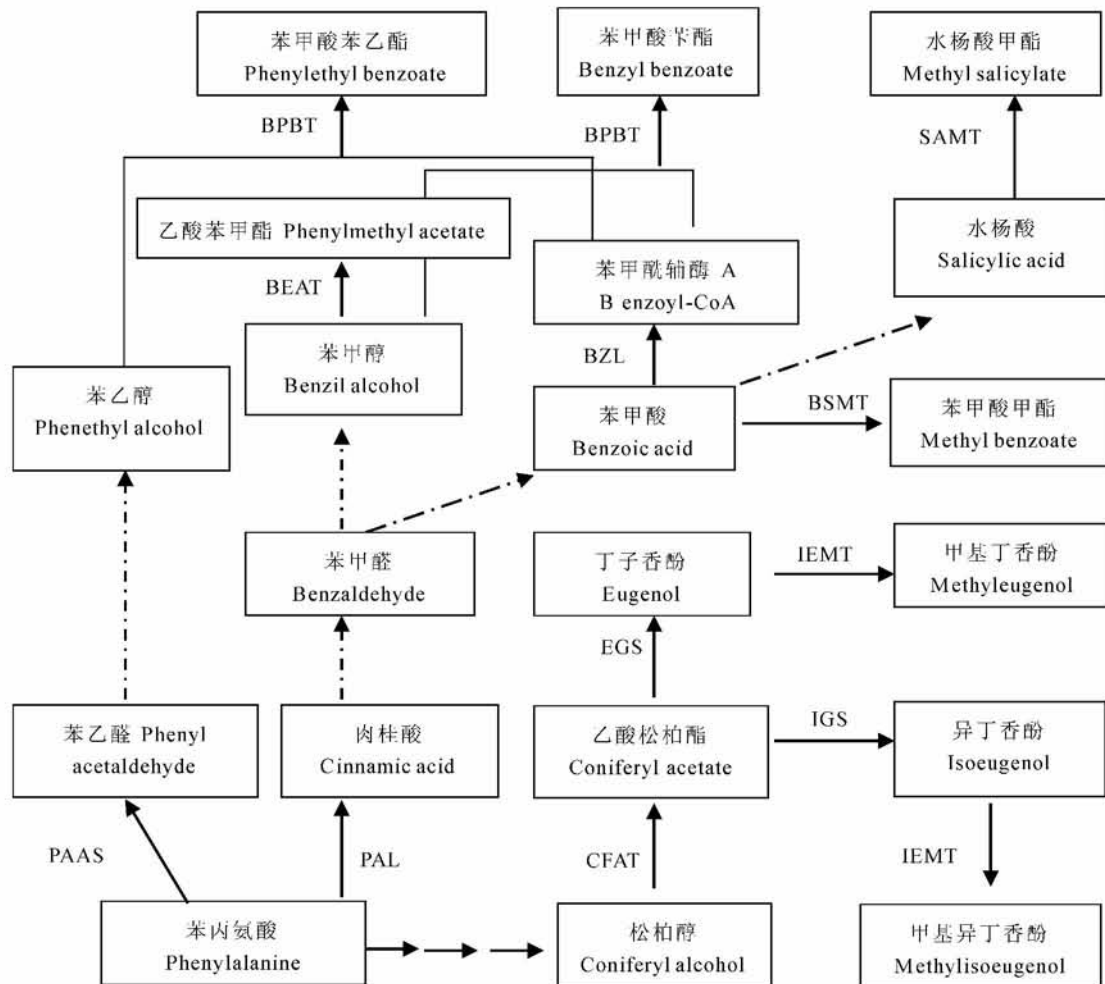 苯甲酸苯乙酯
Phenylethyl benzoate
苯甲酸苄酯
Benzyl benzoate
水杨酸甲酯
Methyl salicylate
BPBT
BPBT
SAMT
乙酸苯甲酯 Phenylmethyl acetate
水杨酸
Salicylic acid
苯甲酰辅酶 A
B enzoyl-CoA
BEAT
苯甲醇
Benzil alcohol
BZL
苯乙醇
Phenethyl alcohol
苯甲酸
Benzoic acid
BSMT
苯甲酸甲酯
Methyl benzoate
苯甲醛
Benzaldehyde
丁子香酚
Eugenol
IEMT
甲基丁香酚
Methyleugenol
EGS
苯乙醛 Phenyl
acetaldehyde
肉桂酸
Cinnamic acid
乙酸松柏酯
Coniferyl acetate
IGS
异丁香酚
Isoeugenol
PAAS
PAL
CFAT
IEMT
苯丙氨酸
Phenylalanine
松柏醇
Coniferyl alcohol
甲基异丁香酚
Methylisoeugenol